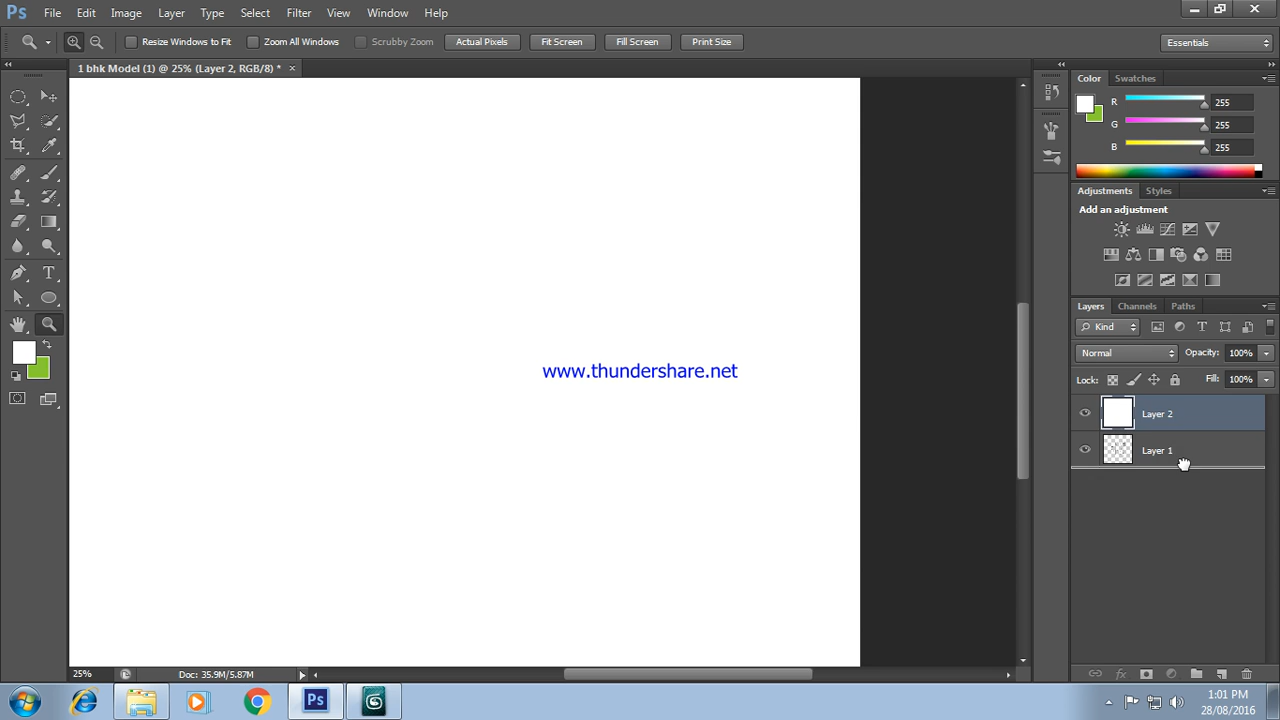 Ps File Edit Image Layer Type Select Filter View Window Help
Resize Windows to Fit Zoom All Windows Scrubby Zoom Actual Pixels Fit Screen Fill Screen Print Size Essentials
1 bhk Model (1) @ 25% (Layer 2, RGB/8) *
Color Swatches
R 255
G 255
B 255
Adjustments Styles
Add an adjustment
Layers Channels Paths
Kind
Normal Opacity: 100%
Lock: Fill: 100%
Layer 2
Layer 1
www.thundershare.net
25% Doc: 35.9M/5.87M
Ps
1:01 PM
28/08/2016